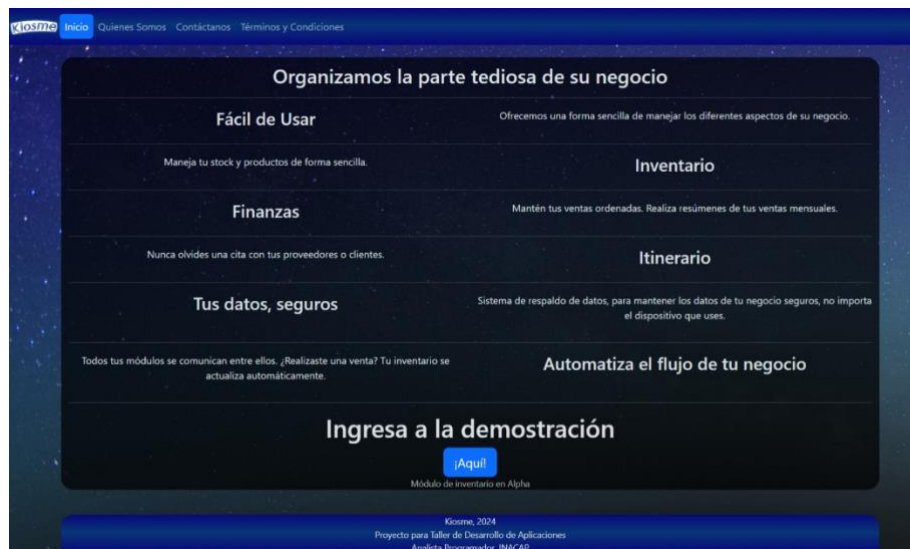 Kiosme Inicio Quienes Somos Contáctanos Términos y Condiciones
Organizamos la parte tediosa de su negocio
Fácil de Usar
Ofrecemos una forma sencilla de manejar los diferentes aspectos de su negocio.
Maneja tu stock y productos de forma sencilla.
Inventario
Finanzas
Mantén tus ventas ordenadas. Realiza resúmenes de tus ventas mensuales.
Nunca olvides una cita con tus proveedores o clientes.
Itinerario
Tus datos, seguros
Sistema de respaldo de datos, para mantener los datos de tu negocio seguros, no importa
el dispositivo que uses.
Todos tus módulos se comunican entre ellos. ¿Realizaste una venta? Tu inventario se
actualiza automáticamente.
Automatiza el flujo de tu negocio
Ingresa a la demostración
¡Aquí!
Módulo de inventario en Alpha
Kiosme, 2024
Proyecto para Taller de Desarrollo de Aplicaciones
Analista Programador, INACAP